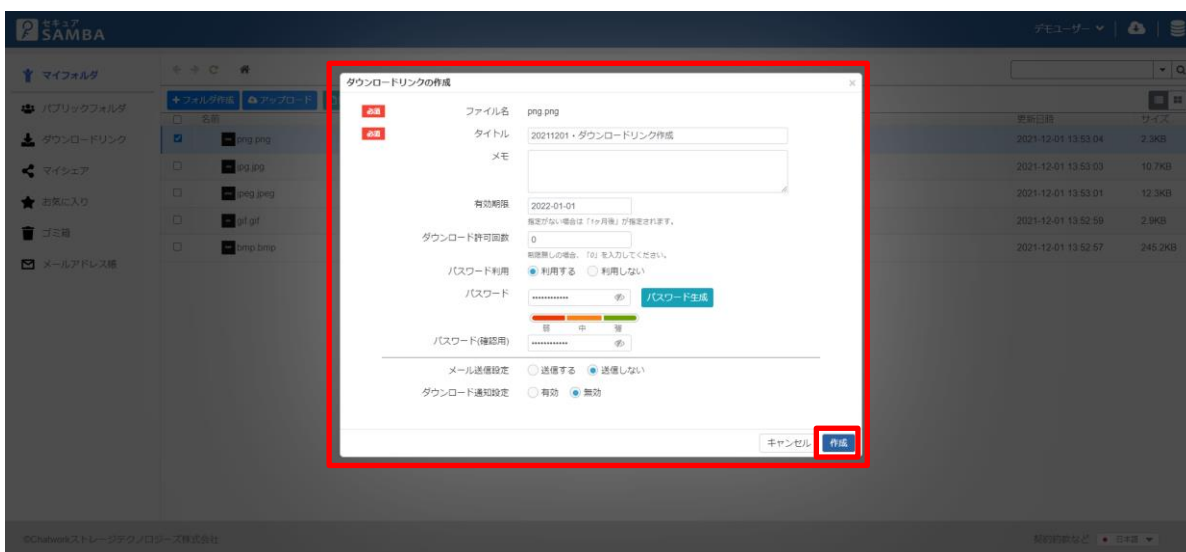 セキュア
SAMBA
デモユーザー
マイフォルダ
パブリックフォルダ
ダウンロードリンク
マイシェア
お気に入り
ゴミ箱
メールアドレス帳
+フォルダ作成 アップロード
名前 更新日時 サイズ
png.png 2021-12-01 13:53:04 2.3KB
jpg.jpg 2021-12-01 13:53:03 10.7KB
jpeg.jpeg 2021-12-01 13:53:01 12.3KB
gif.gif 2021-12-01 13:52:59 2.9KB
bmp.bmp 2021-12-01 13:52:57 245.2KB
ダウンロードリンクの作成 ×
必須 ファイル名 png.png
必須 タイトル 20211201・ダウンロードリンク作成
メモ
有効期限 2022-01-01
指定がない場合は「1ヶ月後」が指定されます。
ダウンロード許可回数 0
制限無しの場合、「0」を入力してください。
パスワード利用 利用する 利用しない
パスワード ************ パスワード生成
弱 中 強
パスワード(確認用) ************
メール送信設定 送信する 送信しない
ダウンロード通知設定 有効 無効
キャンセル 作成
©Chatworkストレージテクノロジーズ株式会社
契約約款など 日本語